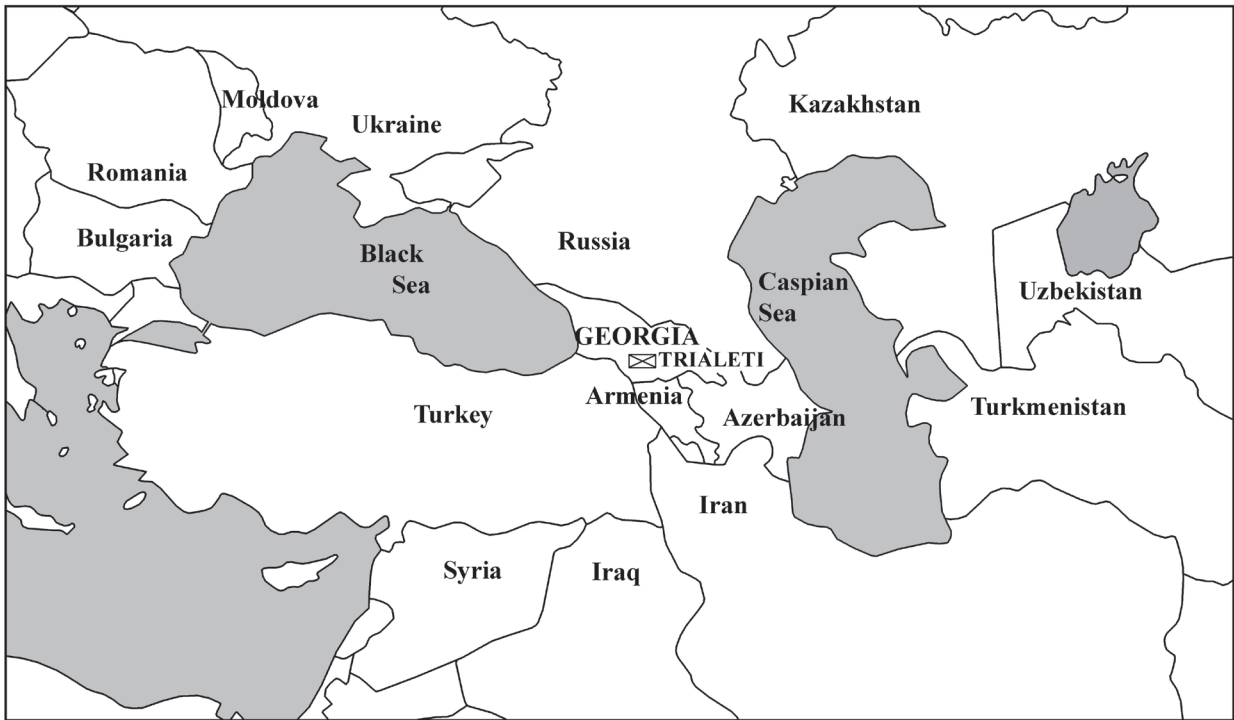 Moldova
Kazakhstan
Ukraine
Romania
Bulgaria
Russia
Black
Sea
Caspian
Sea
Uzbekistan
GEORGIA
TRIALETI
Armenia
Turkey
Azerbaijan
Turkmenistan
Iran
Syria
Iraq